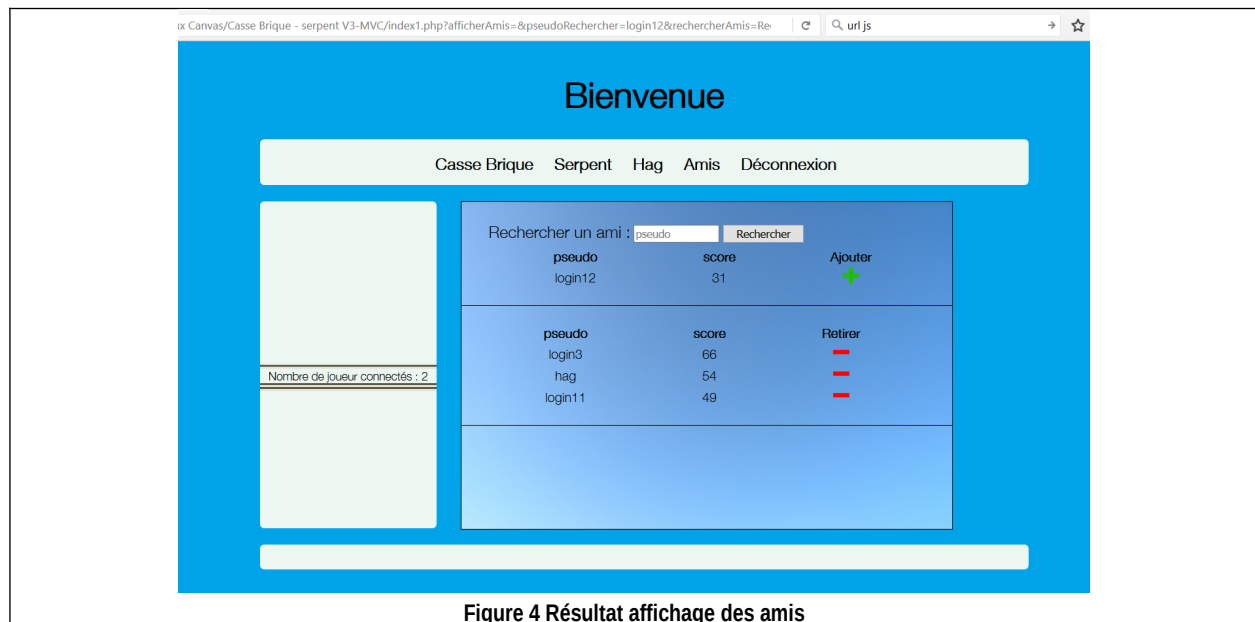 ux Canvas/Casse Brique - serpent V3-MVC/index1.php?afficherAmis=&pseudoRechercher=login12&rechercherAmis=Re url js
Bienvenue
Casse Brique Serpent Hag Amis Déconnexion
Rechercher un ami : pseudo Rechercher
pseudo score Ajouter
login12 31
pseudo score Retirer
login3 66
hag 54
login11 49
Nombre de joueur connectés : 2
Figure 4 Résultat affichage des amis